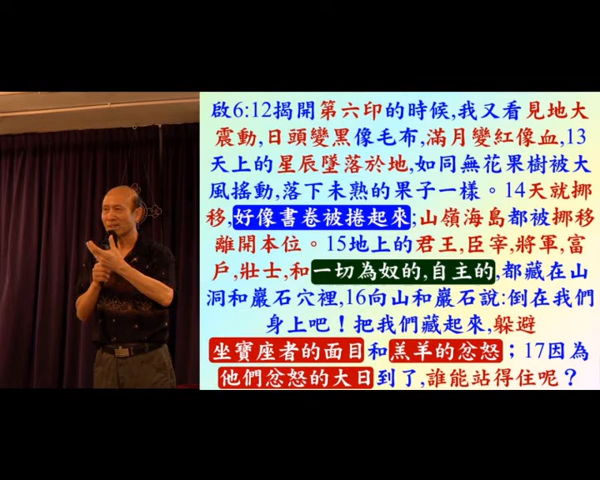 啟6:12揭開第六印的時候,我又看見地大
震動,日頭變黑像毛布,滿月變紅像血,13
天上的星辰墜落於地,如同無花果樹被大
風搖動,落下未熟的果子一樣。14天就挪
移,好像書卷被捲起來;山嶺海島都被挪移
離開本位。15地上的君王,臣宰,將軍,富
戶,壯士,和一切為奴的,自主的,都藏在山
洞和巖石穴裡,16向山和巖石說:倒在我們
身上吧！把我們藏起來,躲避
坐寶座者的面目和羔羊的忿怒；17因為
他們忿怒的大日到了,誰能站得住呢？